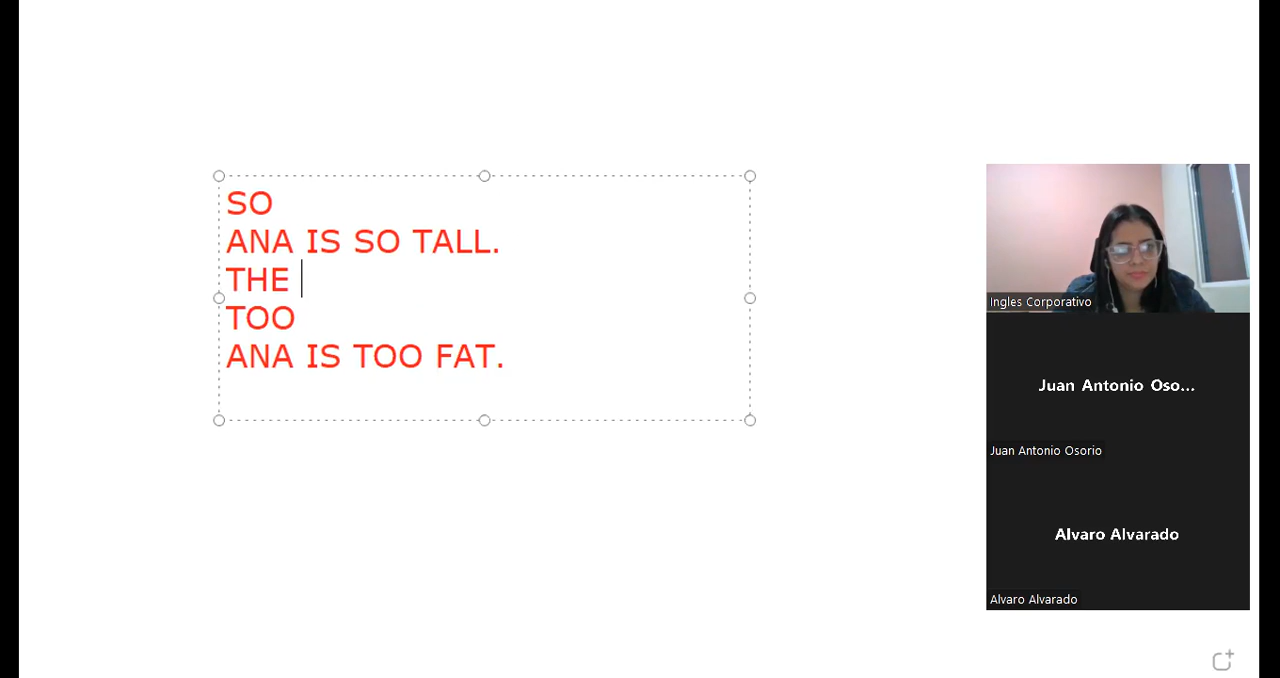 SO
ANA IS SO TALL.
THE
TOO
ANA IS TOO FAT.
Ingles Corporativo
Juan Antonio Oso...
Juan Antonio Osorio
Alvaro Alvarado
Alvaro Alvarado